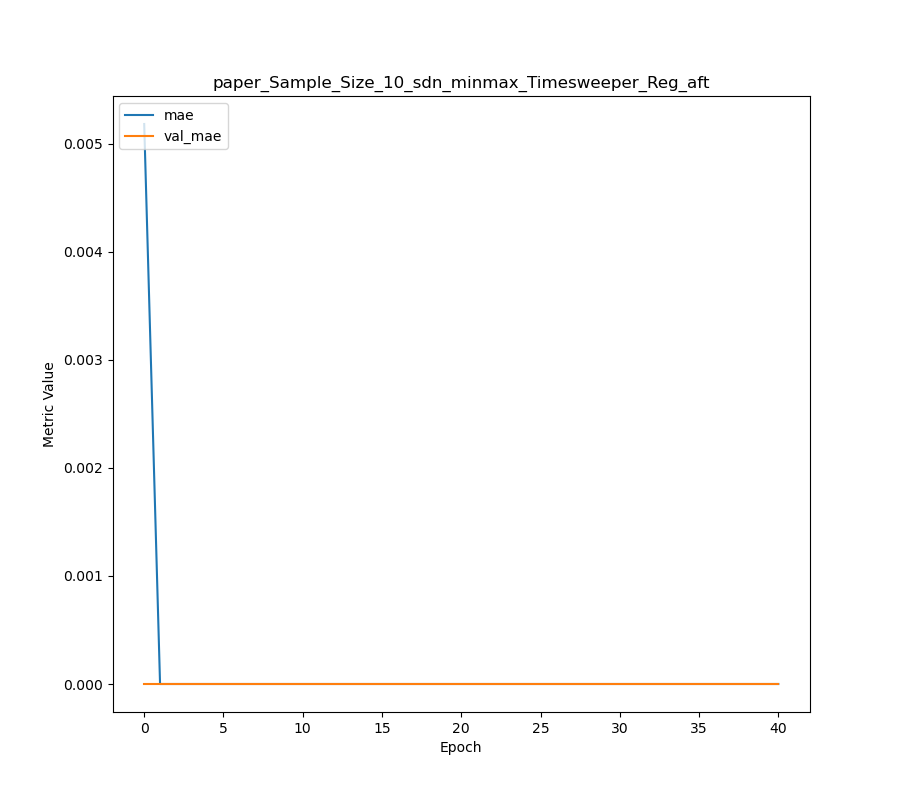 paper_Sample_Size_10_sdn_minmax_Timesweeper_Reg_aft
mae
val_mae
0.005
0.004
0.003
0.002
0.001
0.000
Metric Value
0 5 10 15 20 25 30 35 40
Epoch